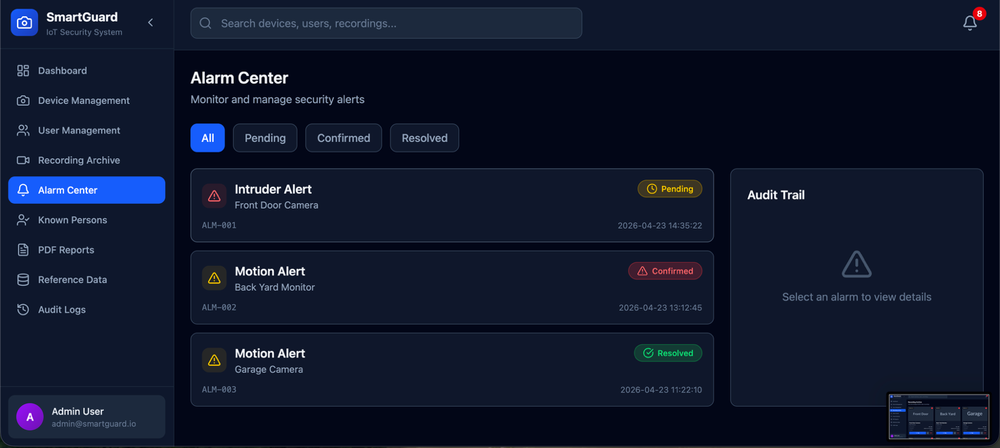 SmartGuard
IoT Security System
Search devices, users, recordings...
8
Dashboard
Device Management
User Management
Recording Archive
Alarm Center
Known Persons
PDF Reports
Reference Data
Audit Logs
A
Admin User
admin@smartguard.io
Alarm Center
Monitor and manage security alerts
All
Pending
Confirmed
Resolved
Intruder Alert
Pending
Front Door Camera
ALM-001
2026-04-23 14:35:22
Motion Alert
Confirmed
Back Yard Monitor
ALM-002
2026-04-23 13:12:45
Motion Alert
Resolved
Garage Camera
ALM-003
2026-04-23 11:22:10
Audit Trail
Select an alarm to view details
Front Door
Back Yard
Garage